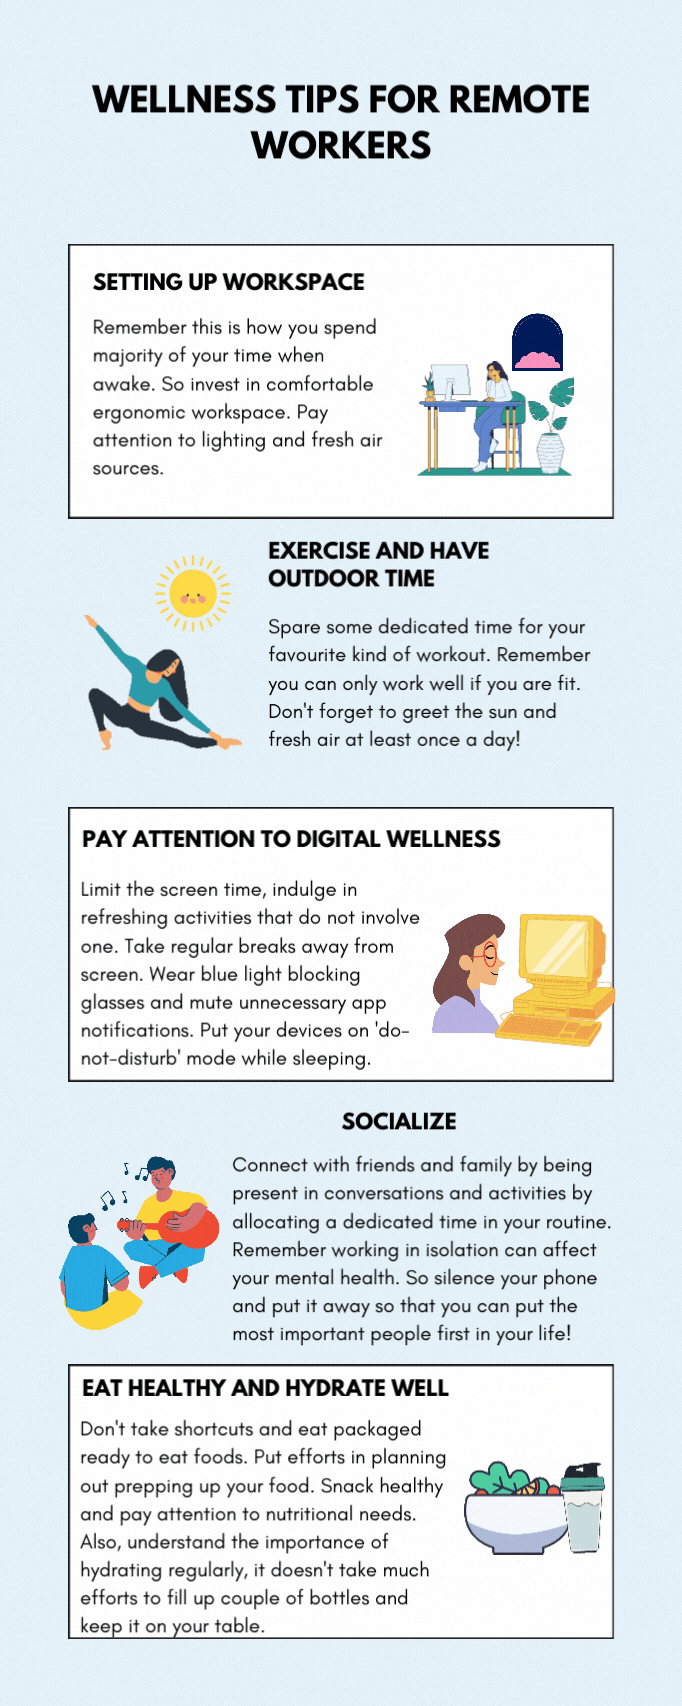 WELLNESS TIPS FOR REMOTE
WORKERS
SETTING UP WORKSPACE
Remember this is how you spend
majority of your time when
awake. So invest in comfortable
ergonomic workspace. Pay
attention to lighting and fresh air
sources.
EXERCISE AND HAVE
OUTDOOR TIME
Spare some dedicated time for your
favourite kind of workout. Remember
you can only work well if you are fit.
Don't forget to greet the sun and
fresh air at least once a day!
PAY ATTENTION TO DIGITAL WELLNESS
Limit the screen time, indulge in
refreshing activities that do not involve
one. Take regular breaks away from
screen. Wear blue light blocking
glasses and mute unnecessary app
notifications. Put your devices on 'do-
not-disturb' mode while sleeping.
SOCIALIZE
Connect with friends and family by being
present in conversations and activities by
allocating a dedicated time in your routine.
Remember working in isolation can affect
your mental health. So silence your phone
and put it away so that you can put the
most important people first in your life!
EAT HEALTHY AND HYDRATE WELL
Don't take shortcuts and eat packaged
ready to eat foods. Put efforts in planning
out prepping up your food. Snack healthy
and pay attention to nutritional needs.
Also, understand the importance of
hydrating regularly, it doesn't take much
efforts to fill up couple of bottles and
keep it on your table.